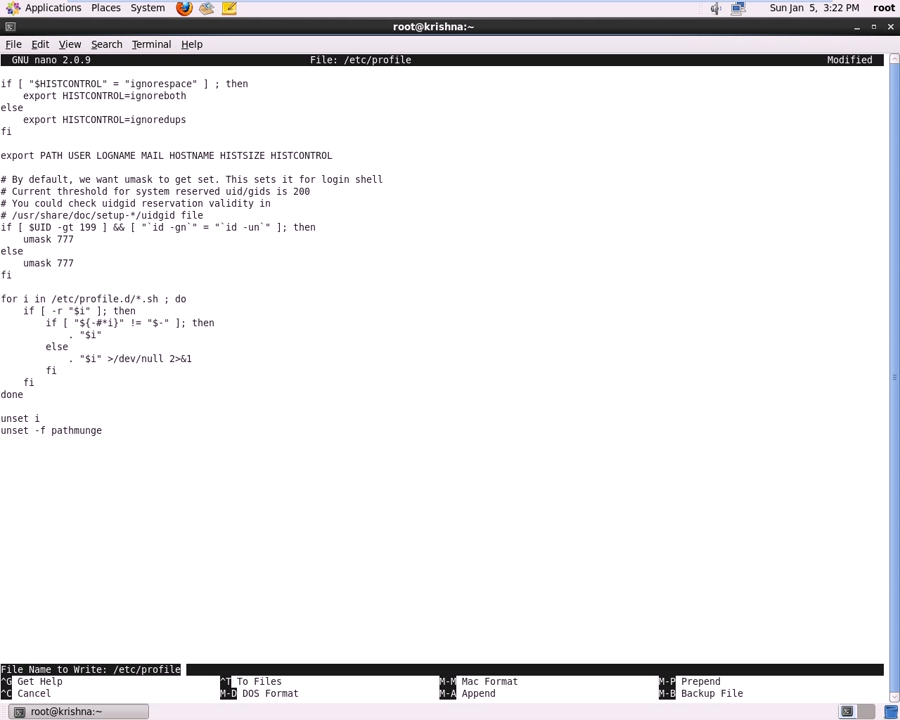 Applications Places System Sun Jan 5, 3:22 PM root
root@krishna:~
File Edit View Search Terminal Help
GNU nano 2.0.9 File: /etc/profile Modified
if [ "$HISTCONTROL" = "ignorespace" ] ; then
    export HISTCONTROL=ignoreboth
else
    export HISTCONTROL=ignoredups
fi
export PATH USER LOGNAME MAIL HOSTNAME HISTSIZE HISTCONTROL
# By default, we want umask to get set. This sets it for login shell
# Current threshold for system reserved uid/gids is 200
# You could check uidgid reservation validity in
# /usr/share/doc/setup-*/uidgid file
if [ $UID -gt 199 ] && [ "`id -gn`" = "`id -un`" ]; then
    umask 777
else
    umask 777
fi
for i in /etc/profile.d/*.sh ; do
    if [ -r "$i" ]; then
        if [ "${-#*i}" != "$-" ]; then
            . "$i"
        else
            . "$i" >/dev/null 2>&1
        fi
    fi
done
unset i
unset -f pathmunge
File Name to Write: /etc/profile
^G Get Help ^T To Files M-M Mac Format M-P Prepend
^C Cancel M-D DOS Format M-A Append M-B Backup File
root@krishna:~